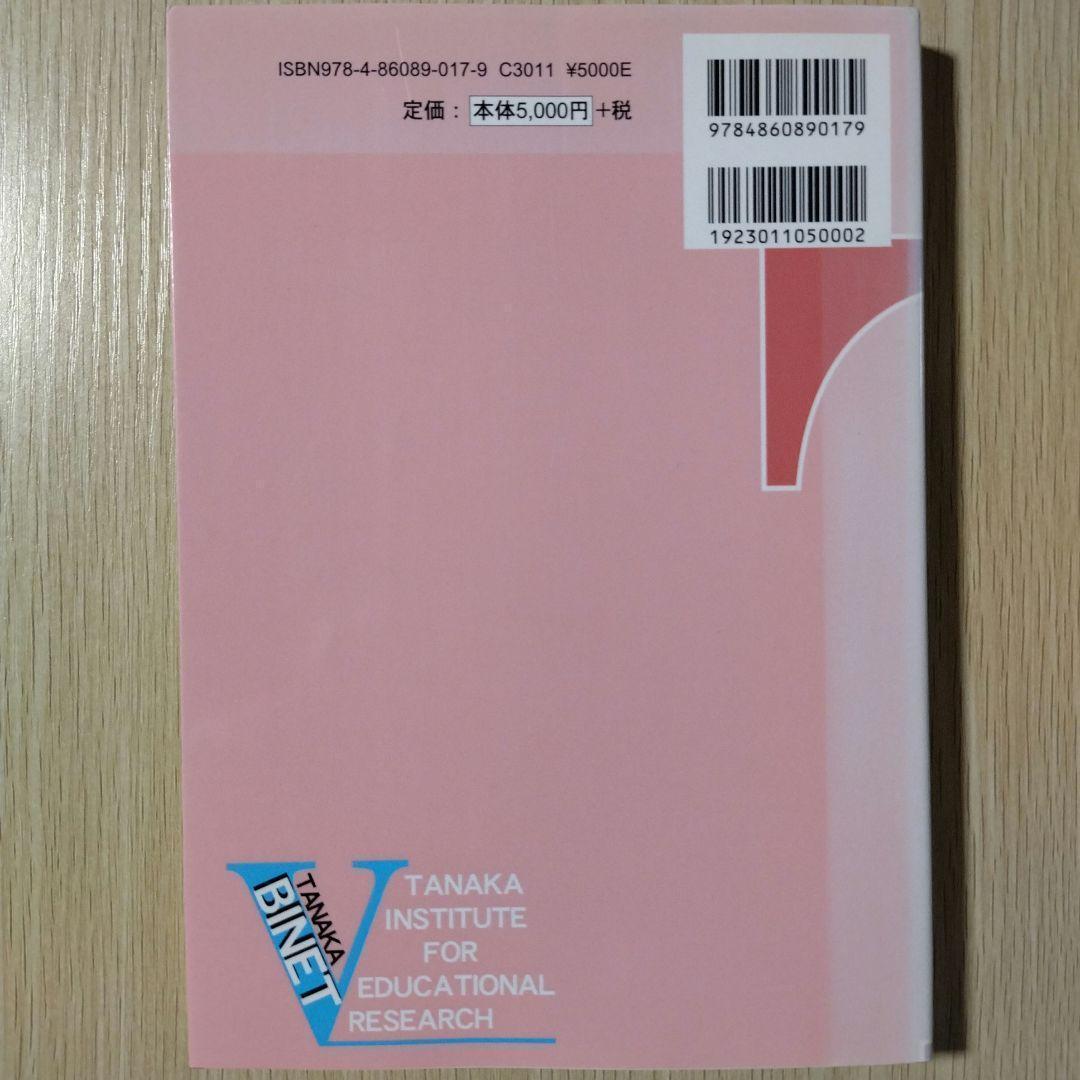 ISBN978-4-86089-017-9 C3011 ¥5000E
定価：本体5,000円+税
9784860890179
1923011050002
V
TANAKA
BINET
TANAKA
INSTITUTE
FOR
EDUCATIONAL
RESEARCH